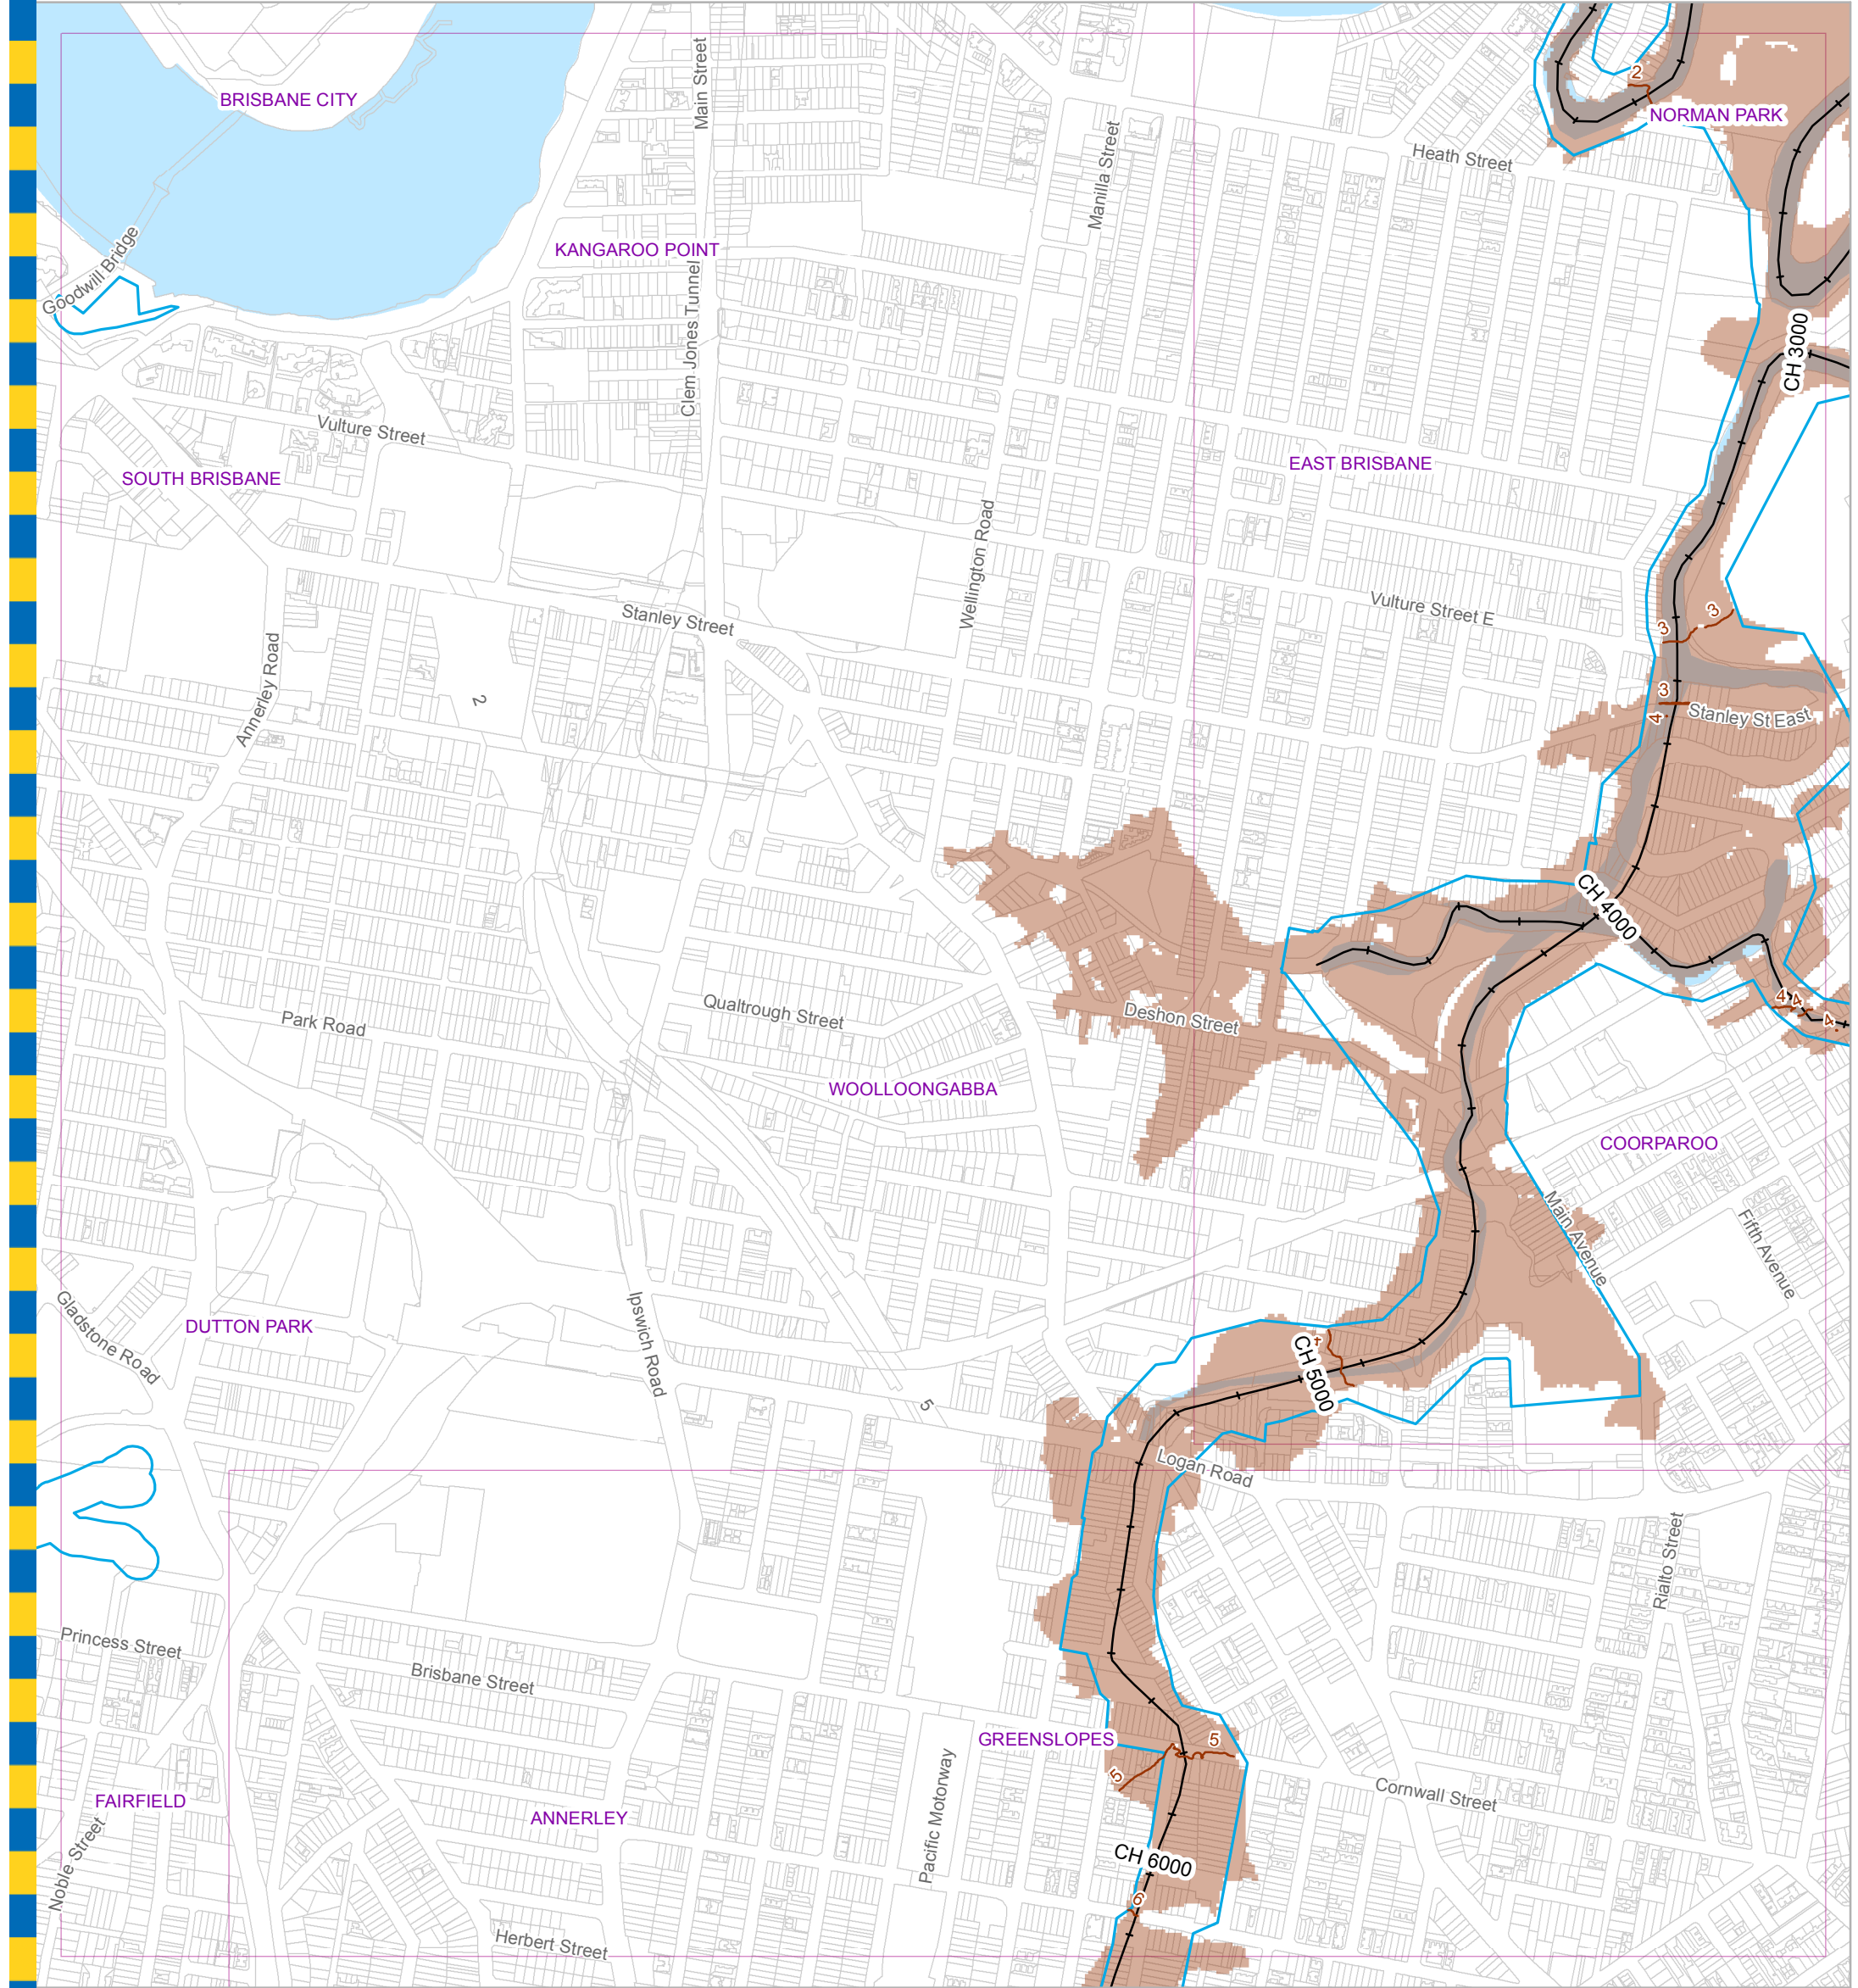 2
BRISBANE CITY
Main Street
NORMAN PARK
Heath Street
Manilla Street
KANGAROO POINT
Goodwill Bridge
Clem Jones Tunnel
CH 3000
Vulture Street
EAST BRISBANE
SOUTH BRISBANE
Wellington Road
Vulture Street E
3
3
Stanley Street
Annerley Road
2
3
4
Stanley St East
CH 4000
4
4
4
Qualtrough Street
Deshon Street
Park Road
WOOLLOONGABBA
COORPAROO
Main Avenue
Fifth Avenue
Gladstone Road
DUTTON PARK
Ipswich Road
4
CH 5000
5
Logan Road
Rialto Street
Princess Street
Brisbane Street
GREENSLOPES
5
5
Pacific Motorway
Cornwall Street
FAIRFIELD
ANNERLEY
Noble Street
CH 6000
6
Herbert Street